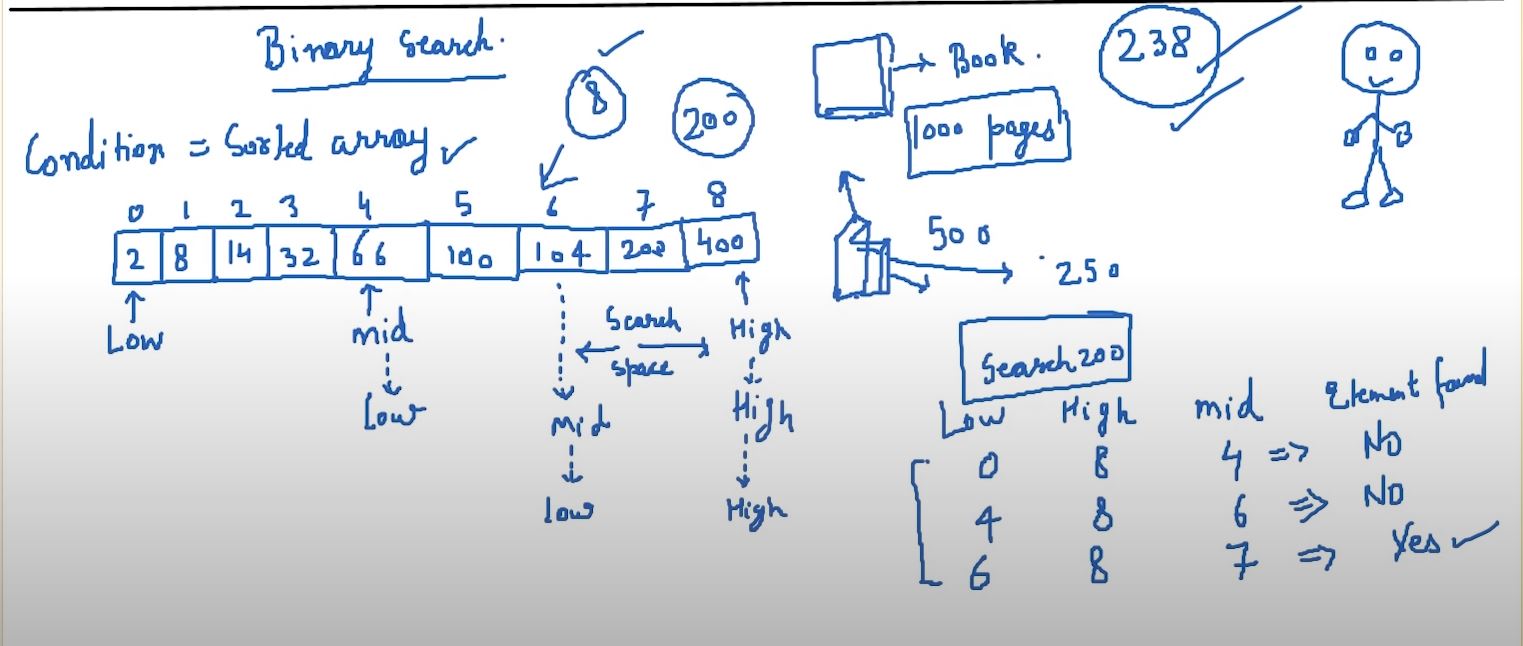 Binary Search.
8
200
Book.
1000 pages
238
Condition = Sorted array
0 1 2 3 4 5 6 7 8
2 8 14 32 66 100 104 200 400
500
250
Low
mid
Search
space
High
Low
Mid
High
Low
High
Search 200
Low High mid Element found
0 8 4 => NO
4 8 6 => NO
6 8 7 => Yes